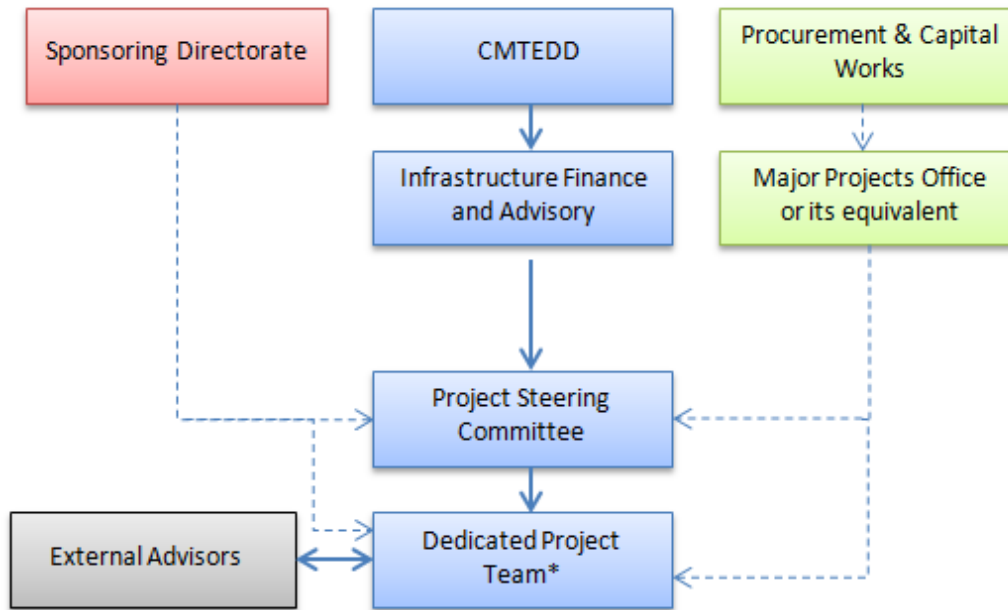 Sponsoring Directorate
CMTEDD
Procurement & Capital
Works
Infrastructure Finance
and Advisory
Major Projects Office
or its equivalent
Project Steering
Committee
External Advisors
Dedicated Project
Team*